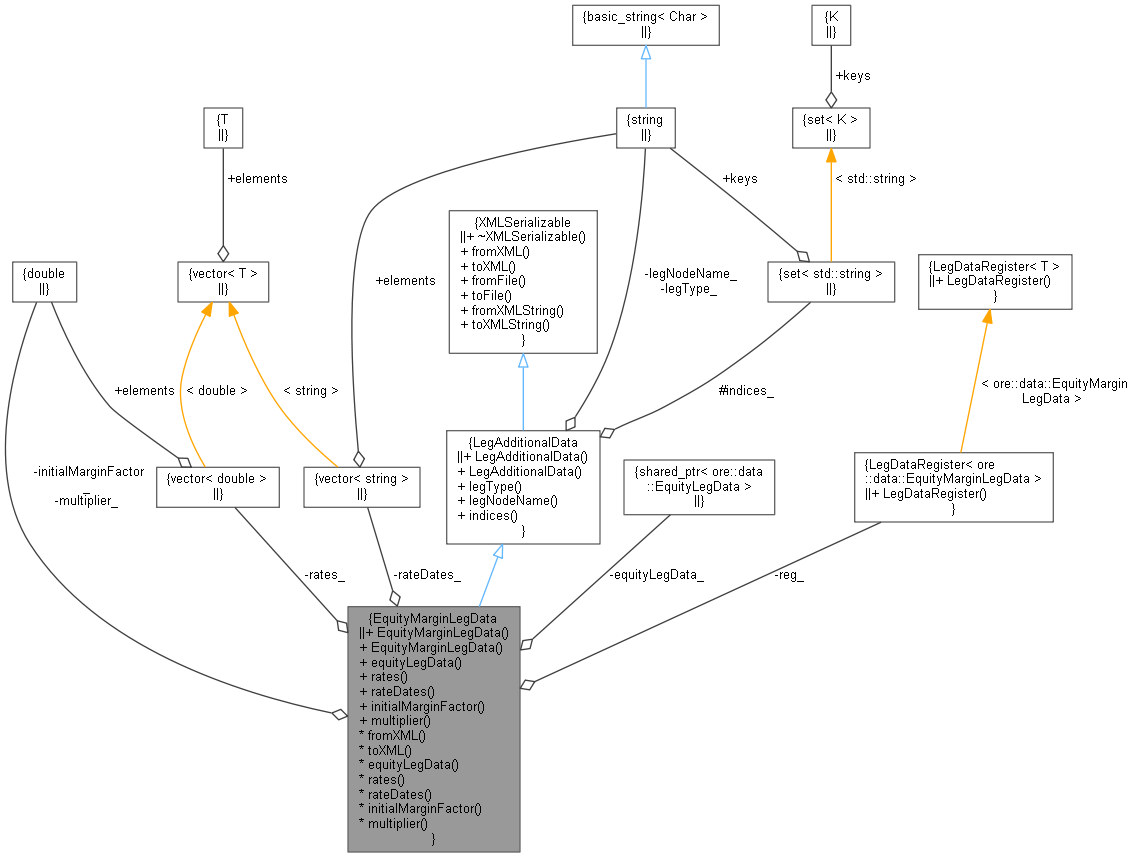 {basic_string< Char >
||}
{K
||}
+keys
{T
||}
{string
||}
{set< K >
||}
+elements
+keys
< std::string >
{XMLSerializable
||+ ~XMLSerializable()
+ fromXML()
+ toXML()
+ fromFile()
+ toFile()
+ fromXMLString()
+ toXMLString()
}
{double
||}
{vector< T >
||}
+elements
-legNodeName_
-legType_
{set< std::string >
||}
{LegDataRegister< T >
||+ LegDataRegister()
}
+elements
< double >
< string >
#indices_
< ore::data::EquityMargin
LegData >
{LegAdditionalData
||+ LegAdditionalData()
+ LegAdditionalData()
+ legType()
+ legNodeName()
+ indices()
}
-initialMarginFactor
_
-multiplier_
{vector< double >
||}
{vector< string >
||}
{shared_ptr< ore::data
::EquityLegData >
||}
{LegDataRegister< ore
::data::EquityMarginLegData >
||+ LegDataRegister()
}
-rates_
-rateDates_
-equityLegData_
-reg_
{EquityMarginLegData
||+ EquityMarginLegData()
+ EquityMarginLegData()
+ equityLegData()
+ rates()
+ rateDates()
+ initialMarginFactor()
+ multiplier()
* fromXML()
* toXML()
* equityLegData()
* rates()
* rateDates()
* initialMarginFactor()
* multiplier()
}